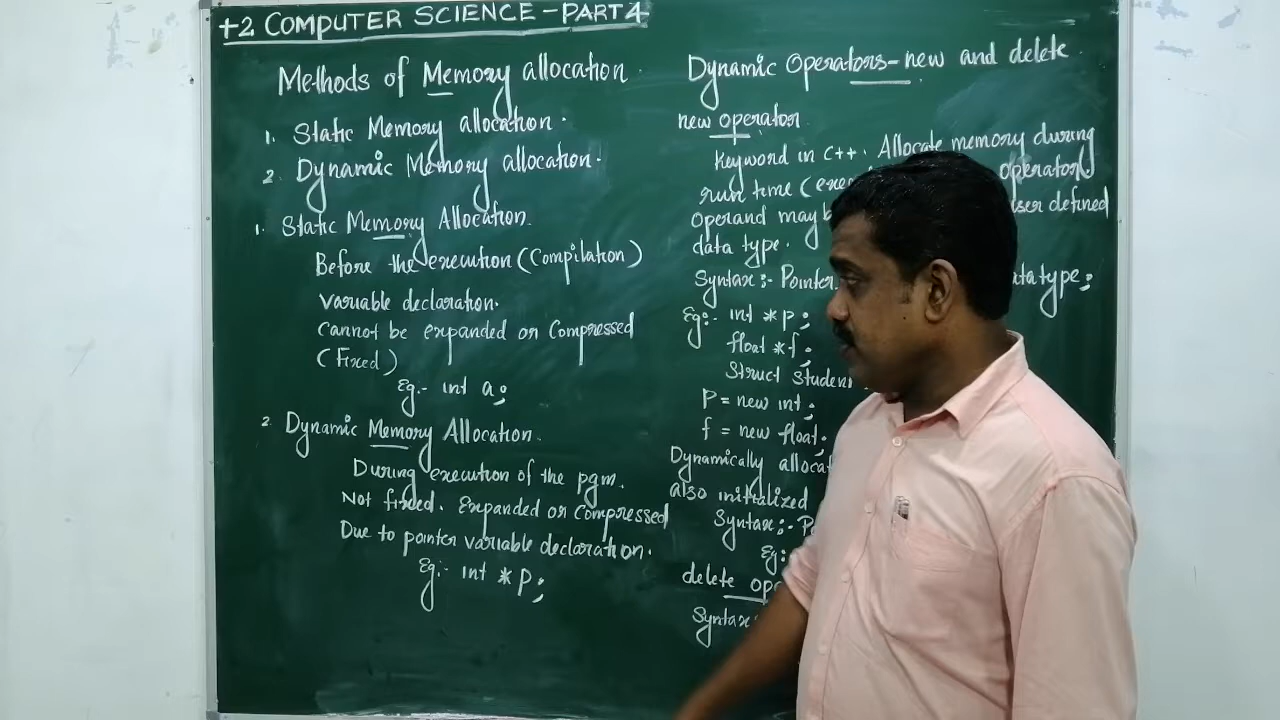 +2 COMPUTER SCIENCE - PART 4
Methods of Memory allocation.
1. Static Memory allocation.
2. Dynamic Memory allocation.
1. Static Memory Allocation.
Before the execution (Compilation)
variable declaration.
cannot be expanded or Compressed
(Fixed)
Eg:- int a;
2 Dynamic Memory Allocation.
During execution of the pgm.
Not fixed. Expanded or Compressed
Due to pointer variable declaration.
Eg:- int *P;
Dynamic Operators - new and delete.
new operator
Keyword in C++. Allocate memory during
run time ( operator)
Operand may defined
data type.
Syntax:- Pointer datatype;
Eg:- int *p;
float *f;
Struct Student
P = new int;
f = new float;
Dynamically
also initialized
Syntax:-
Eg:
delete
Syntax: